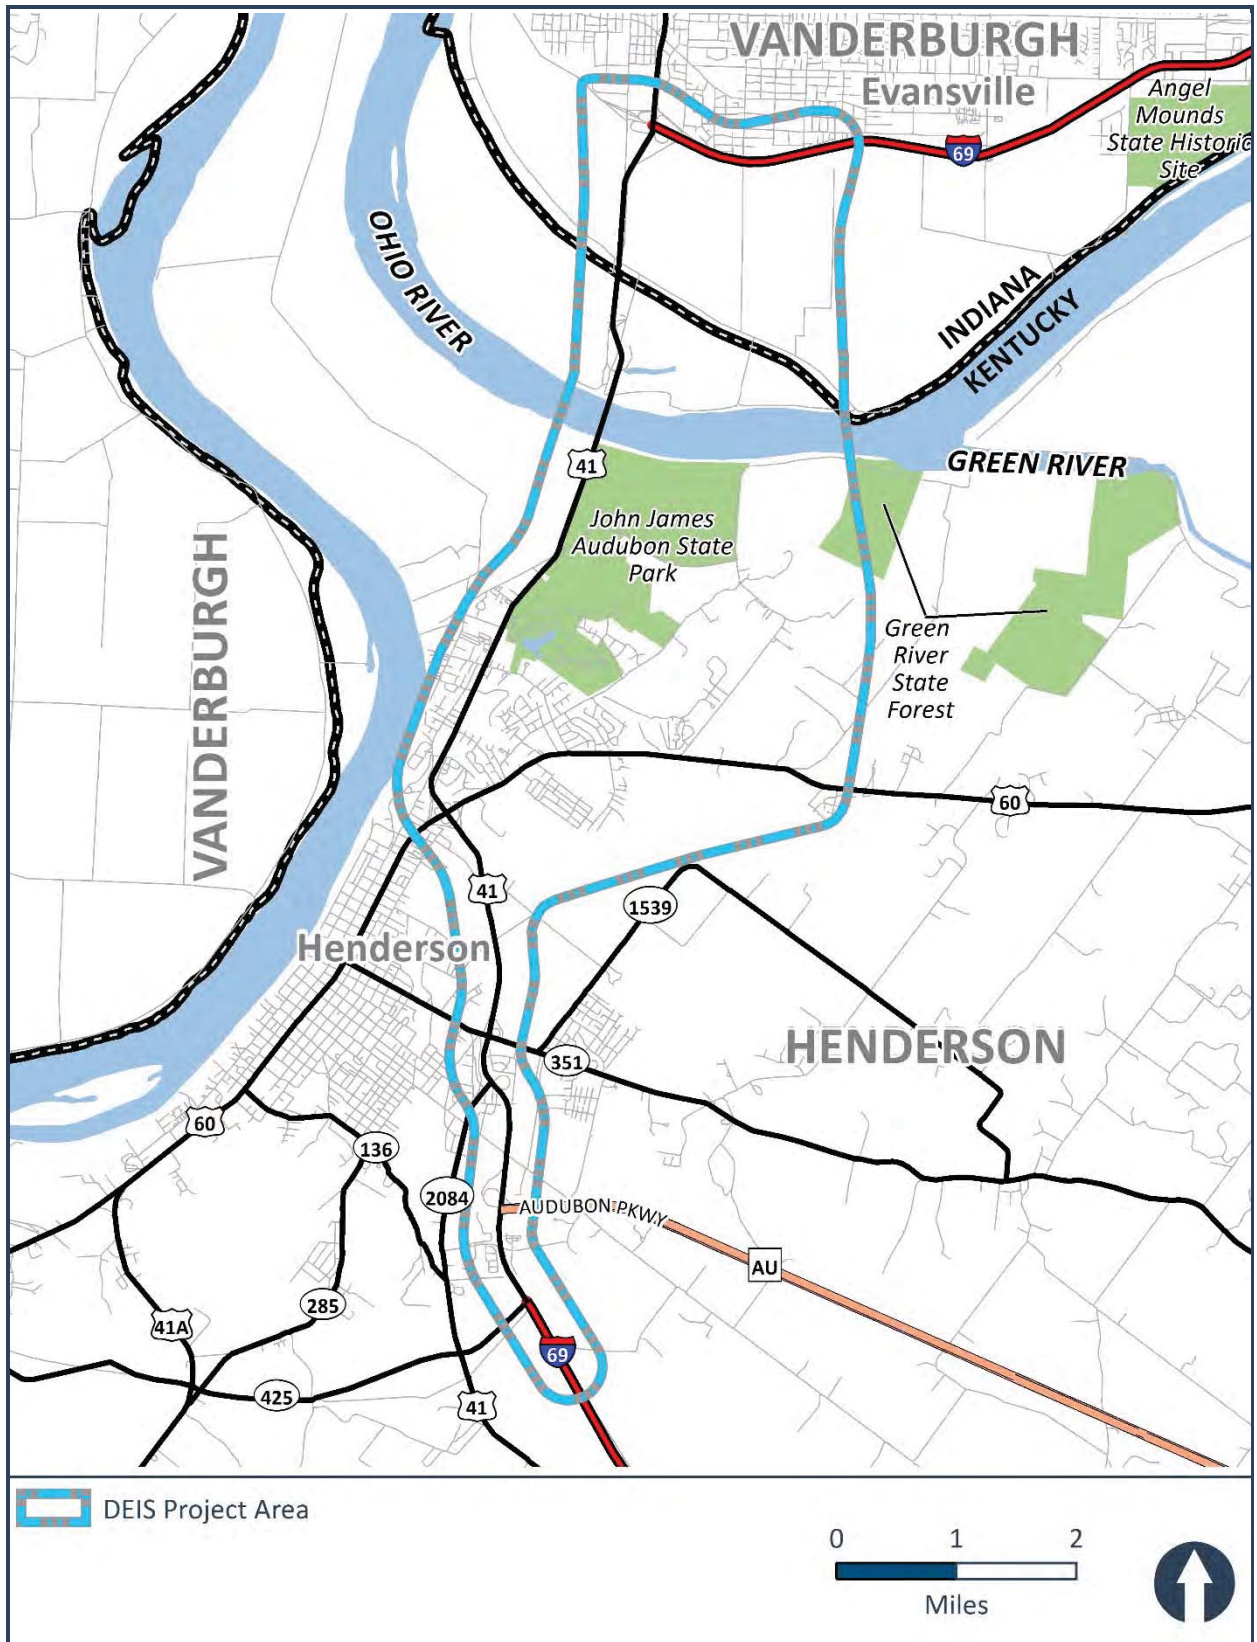 VANDERBURGH
Evansville
Angel
Mounds
State Historic
Site
69
OHIO RIVER
INDIANA
KENTUCKY
41
GREEN RIVER
John James
Audubon State
Park
Green
River
State
Forest
VANDERBURGH
60
41
1539
Henderson
HENDERSON
351
60
136
2084
AUDUBON PKWY
AU
285
41A
69
425
41
DEIS Project Area
0 1 2
Miles